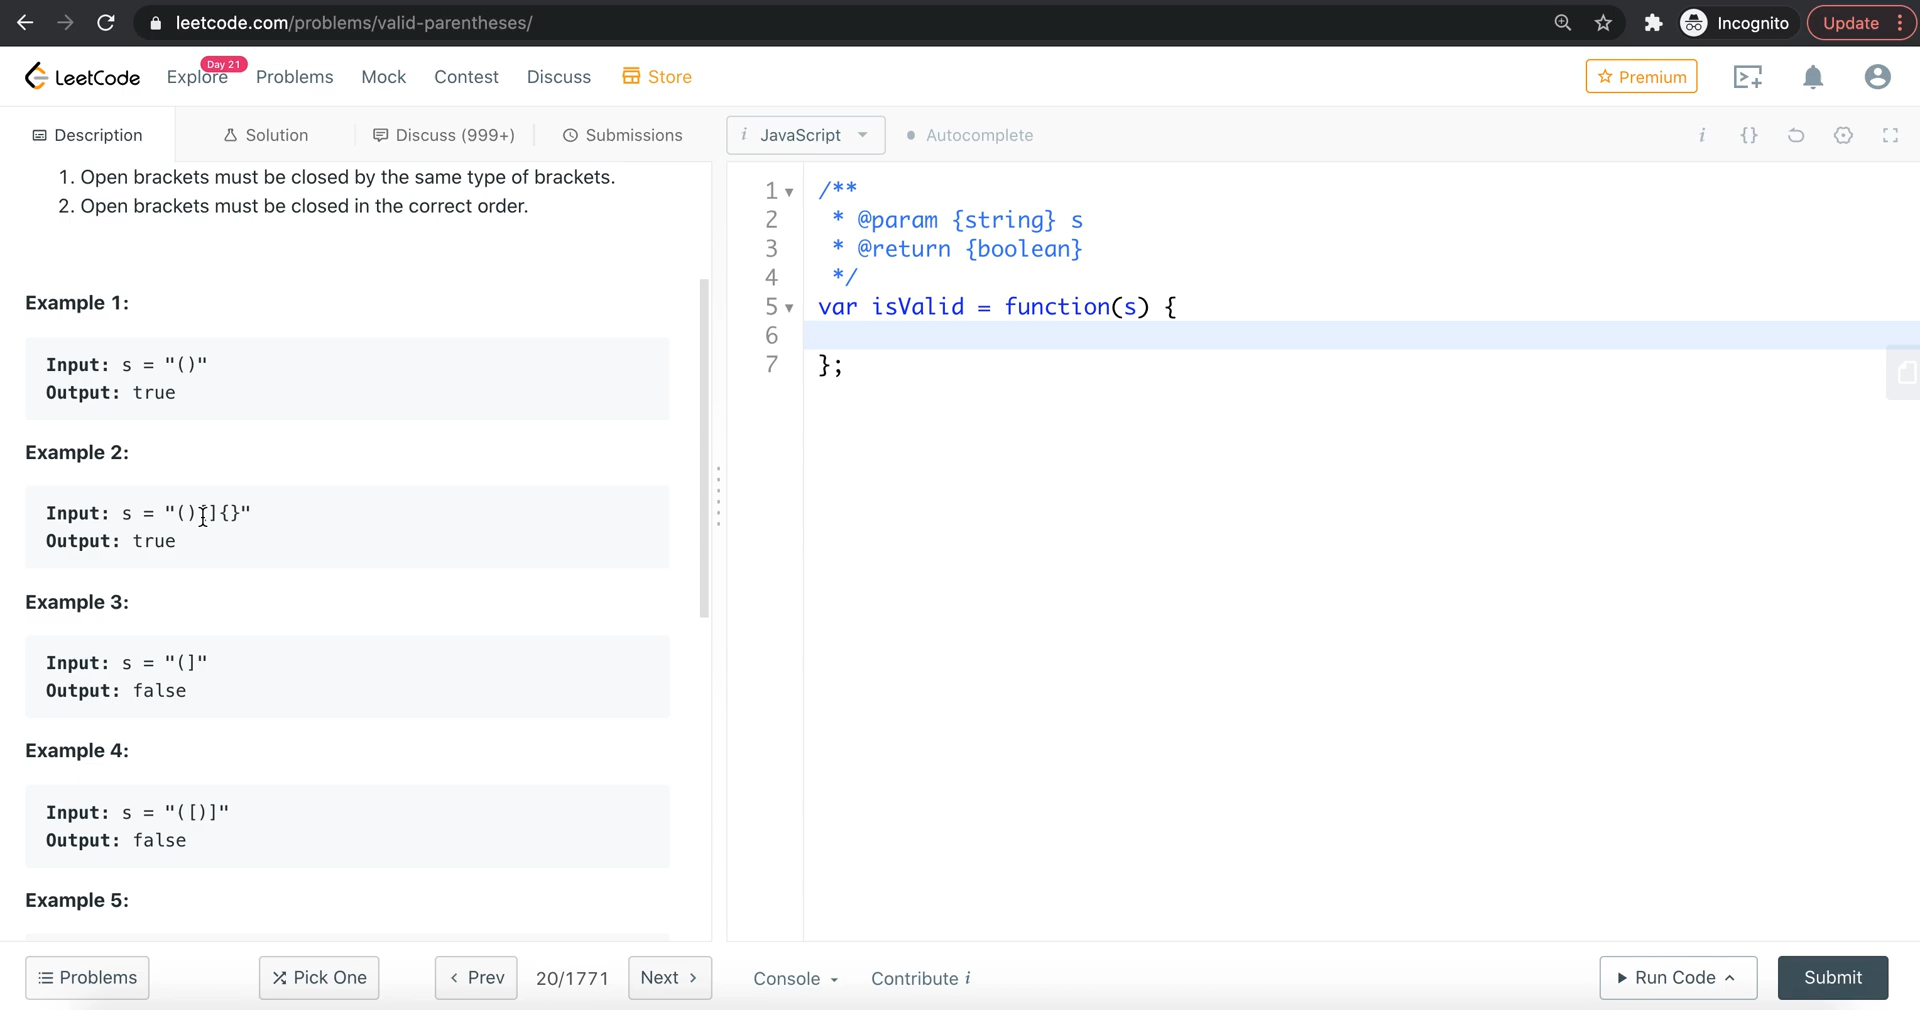 leetcode.com/problems/valid-parentheses/
Incognito
Update
LeetCode
Explore
Day 21
Problems
Mock
Contest
Discuss
Store
Premium
Description
Solution
Discuss (999+)
Submissions
i JavaScript
Autocomplete
i
{}
1. Open brackets must be closed by the same type of brackets.
2. Open brackets must be closed in the correct order.
Example 1:
Input: s = "()"
Output: true
Example 2:
Input: s = "()[]{}"
Output: true
Example 3:
Input: s = "(]"
Output: false
Example 4:
Input: s = "([)]"
Output: false
Example 5:
1 /**
2 * @param {string} s
3 * @return {boolean}
4 */
5 var isValid = function(s) {
6
7 };
Problems
Pick One
Prev
20/1771
Next
Console
Contribute i
Run Code
Submit